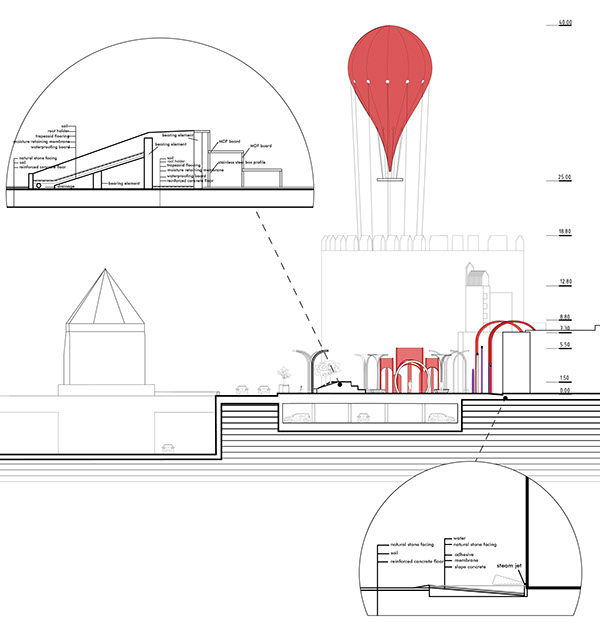 40.00
25.00
18.80
12.80
8.80
7.30
5.50
1.50
0.00
soil
root holder
trapezoid flooring
moisture retaining membrane
waterproofing board
natural stone facing
soil
reinforced concrete floor
drainage
bearing element
bearing element
bearing element
soil
root holder
trapezoid flooring
moisture retaining membrane
waterproofing board
reinforced concrete floor
MDF board
MDF board
stainless steel box profile
natural stone facing
soil
reinforced concrete floor
water
natural stone facing
adhesive
membrane
slope concrete
steam jet